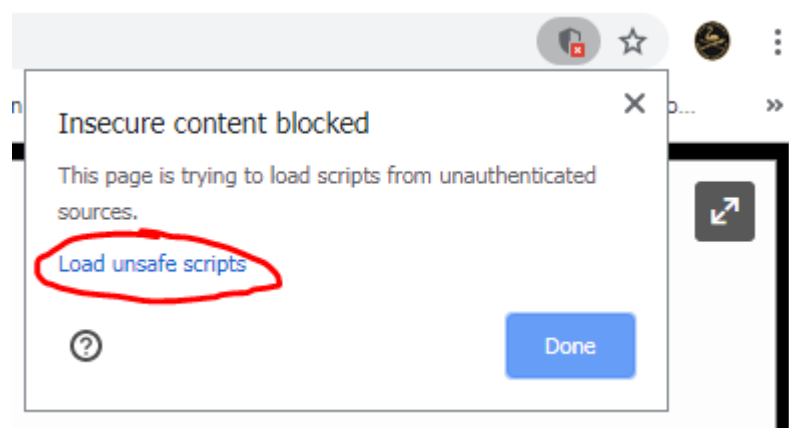 Insecure content blocked
This page is trying to load scripts from unauthenticated
sources.
Load unsafe scripts
Done